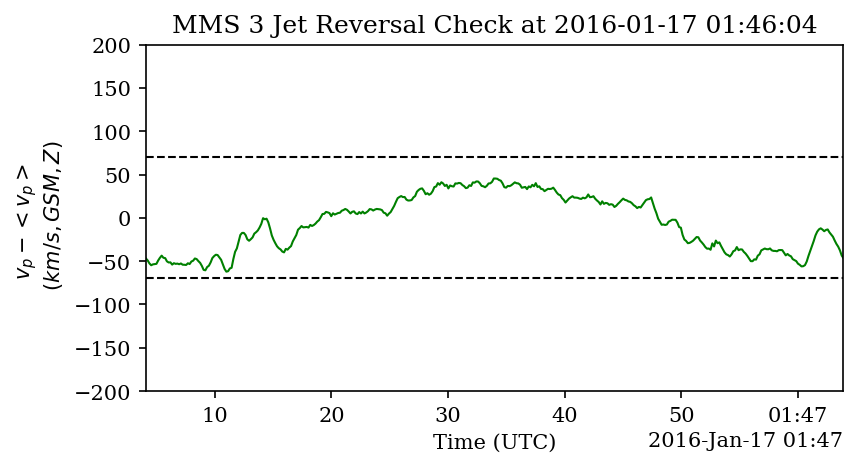 MMS 3 Jet Reversal Check at 2016-01-17 01:46:04
200
150
100
50
0
−50
−100
−150
−200
v_p − < v_p >
(km/s, GSM, Z)
10 20 30 40 50 01:47
Time (UTC)
2016-Jan-17 01:47